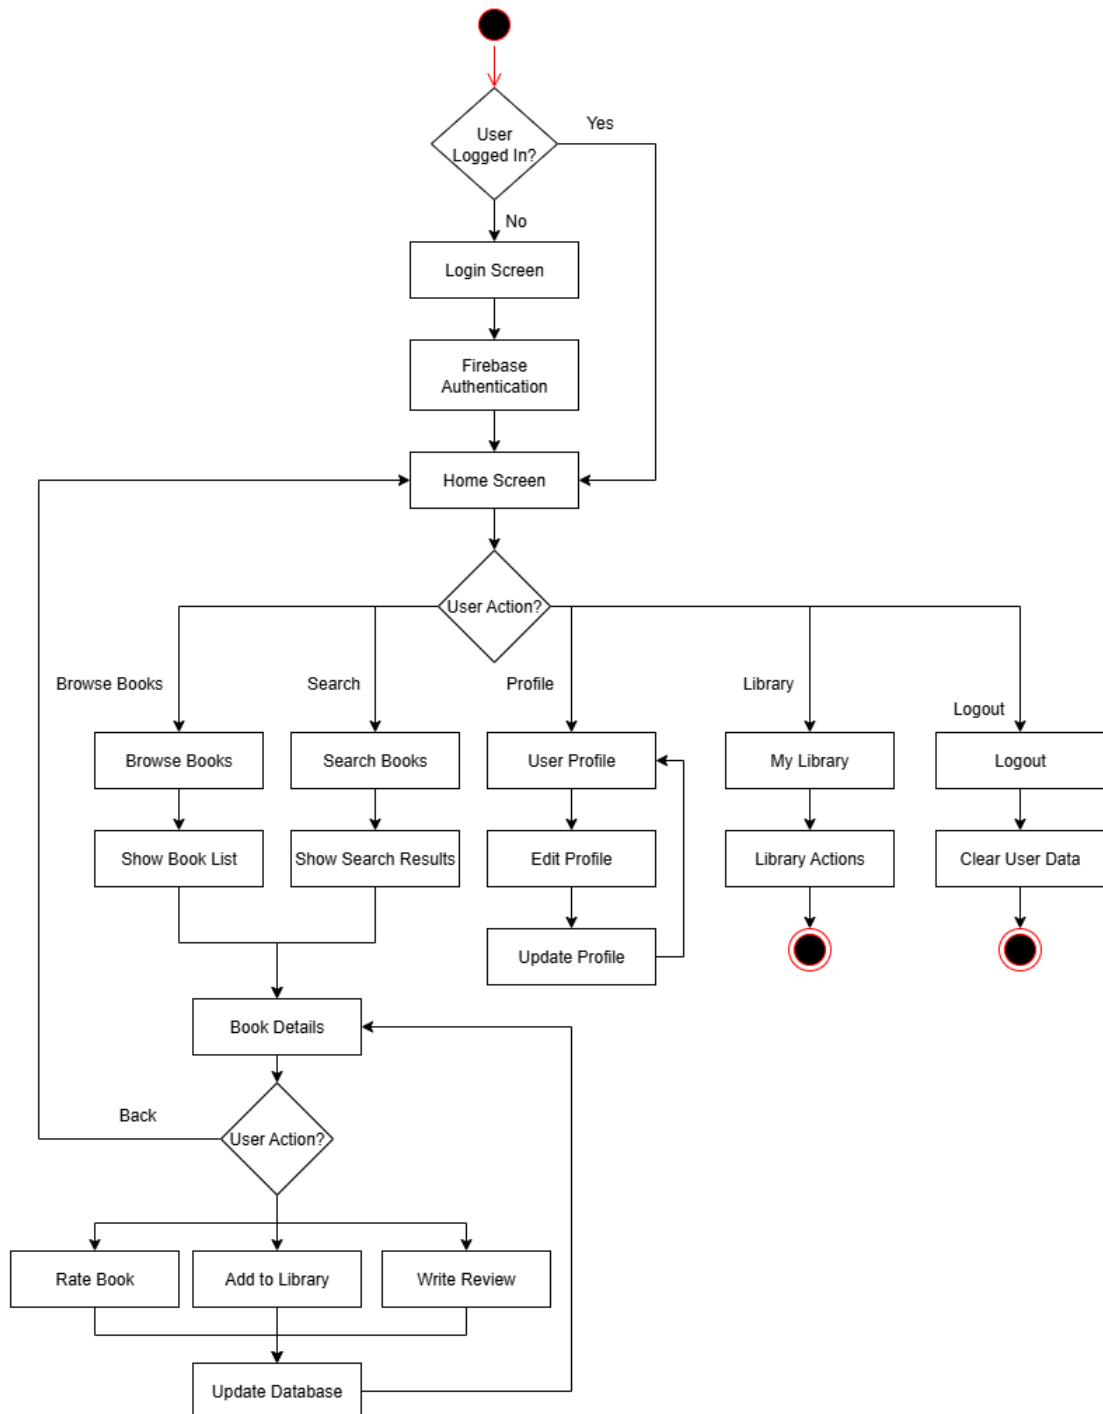 Yes
User
Logged In?
No
Login Screen
Firebase
Authentication
Home Screen
User Action?
Browse Books
Search
Profile
Library
Logout
Browse Books
Search Books
User Profile
My Library
Logout
Show Book List
Show Search Results
Edit Profile
Library Actions
Clear User Data
Update Profile
Book Details
Back
User Action?
Rate Book
Add to Library
Write Review
Update Database